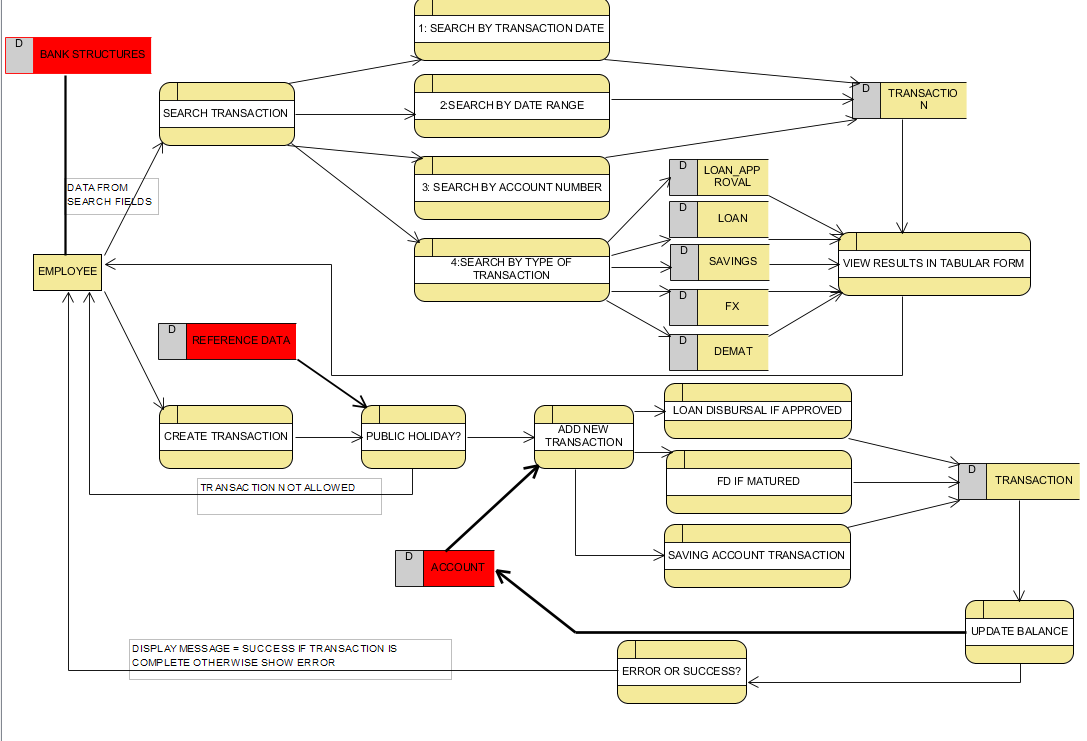 1: SEARCH BY TRANSACTION DATE
D
BANK STRUCTURES
D
TRANSACTIO
N
2:SEARCH BY DATE RANGE
SEARCH TRANSACTION
D
LOAN_APP
ROVAL
DATA FROM
SEARCH FIELDS
3: SEARCH BY ACCOUNT NUMBER
D
LOAN
D
SAVINGS
4:SEARCH BY TYPE OF
TRANSACTION
VIEW RESULTS IN TABULAR FORM
EMPLOYEE
D
FX
D
REFERENCE DATA
D
DEMAT
LOAN DISBURSAL IF APPROVED
CREATE TRANSACTION
PUBLIC HOLIDAY?
ADD NEW
TRANSACTION
D
TRANSACTION
FD IF MATURED
TRANSACTION NOT ALLOWED
SAVING ACCOUNT TRANSACTION
D
ACCOUNT
UPDATE BALANCE
DISPLAY MESSAGE = SUCCESS IF TRANSACTION IS
COMPLETE OTHERWISE SHOW ERROR
ERROR OR SUCCESS?